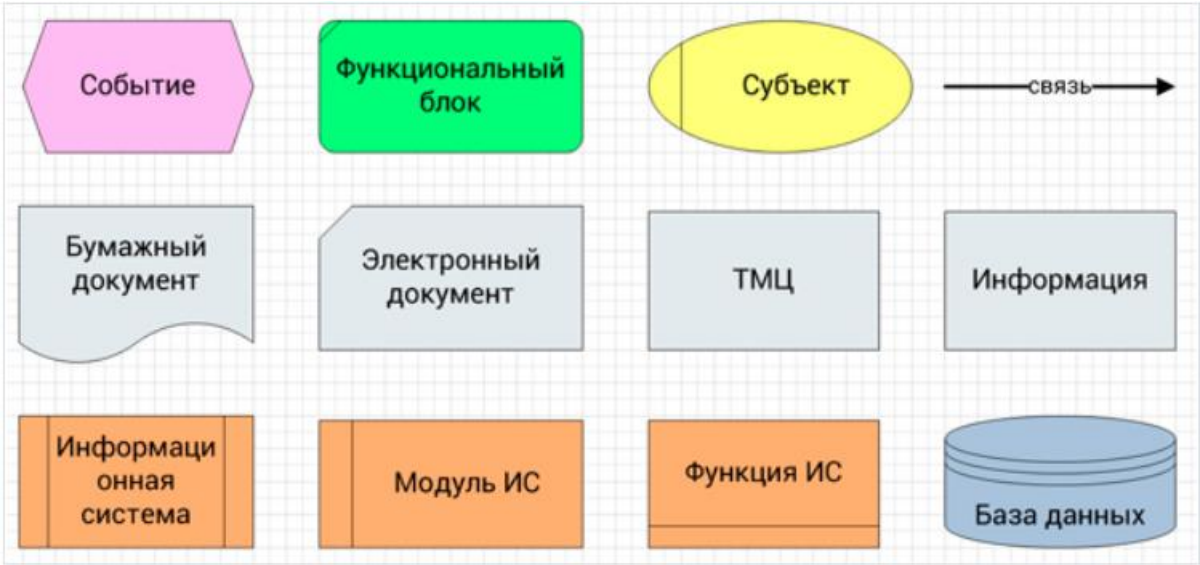 Событие
Функциональный
блок
Субъект
связь
Бумажный
документ
Электронный
документ
ТМЦ
Информация
Информаци
онная
система
Модуль ИС
Функция ИС
База данных